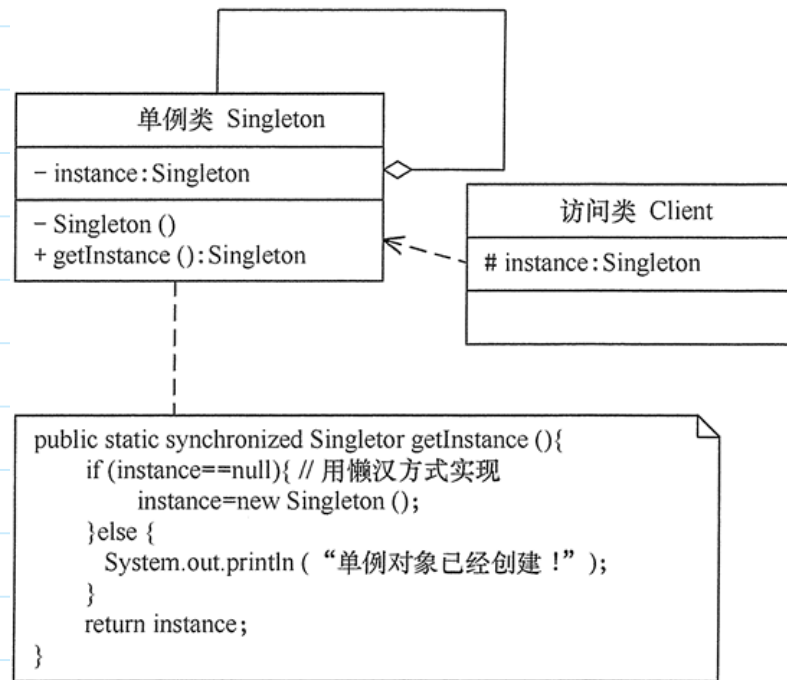 单例类 Singleton
– instance:Singleton
– Singleton ()
+ getInstance ():Singleton
访问类 Client
# instance:Singleton
public static synchronized Singletor getInstance (){
if (instance==null){ // 用懒汉方式实现
instance=new Singleton ();
}else {
System.out.println (“单例对象已经创建!”);
}
return instance;
}